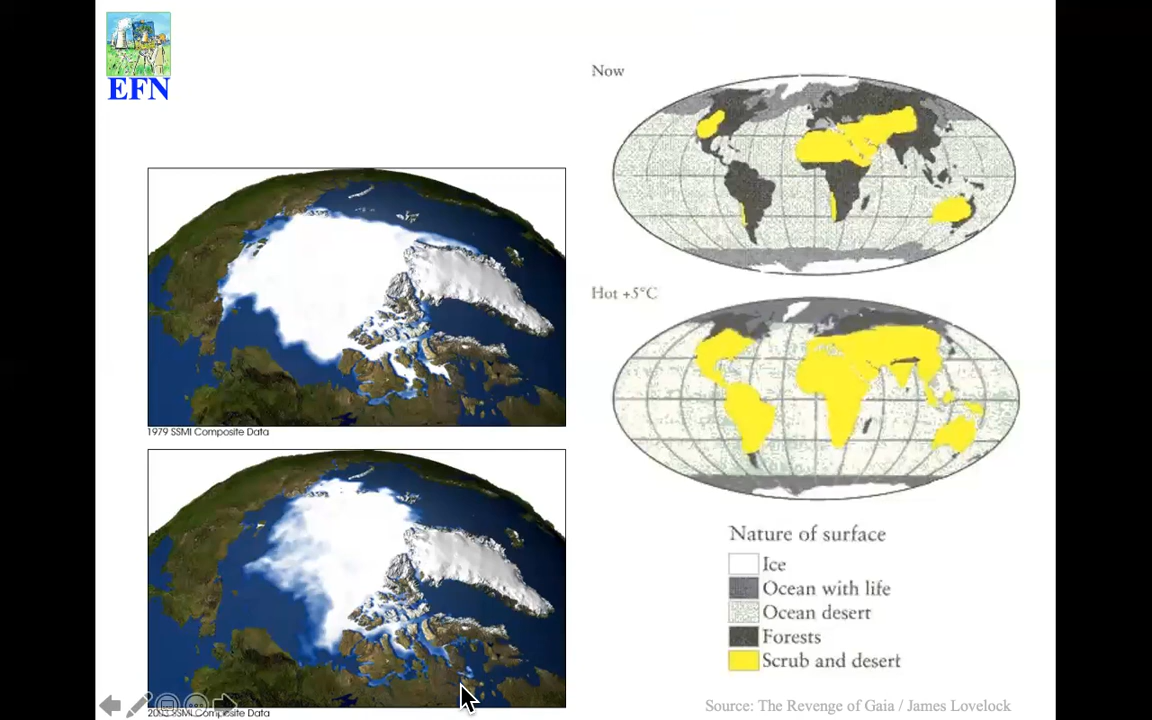 EFN
Now
1979 SSMI Composite Data
Hot +5°C
SSMI Composite Data
Nature of surface
Ice
Ocean with life
Ocean desert
Forests
Scrub and desert
Source: The Revenge of Gaia / James Lovelock